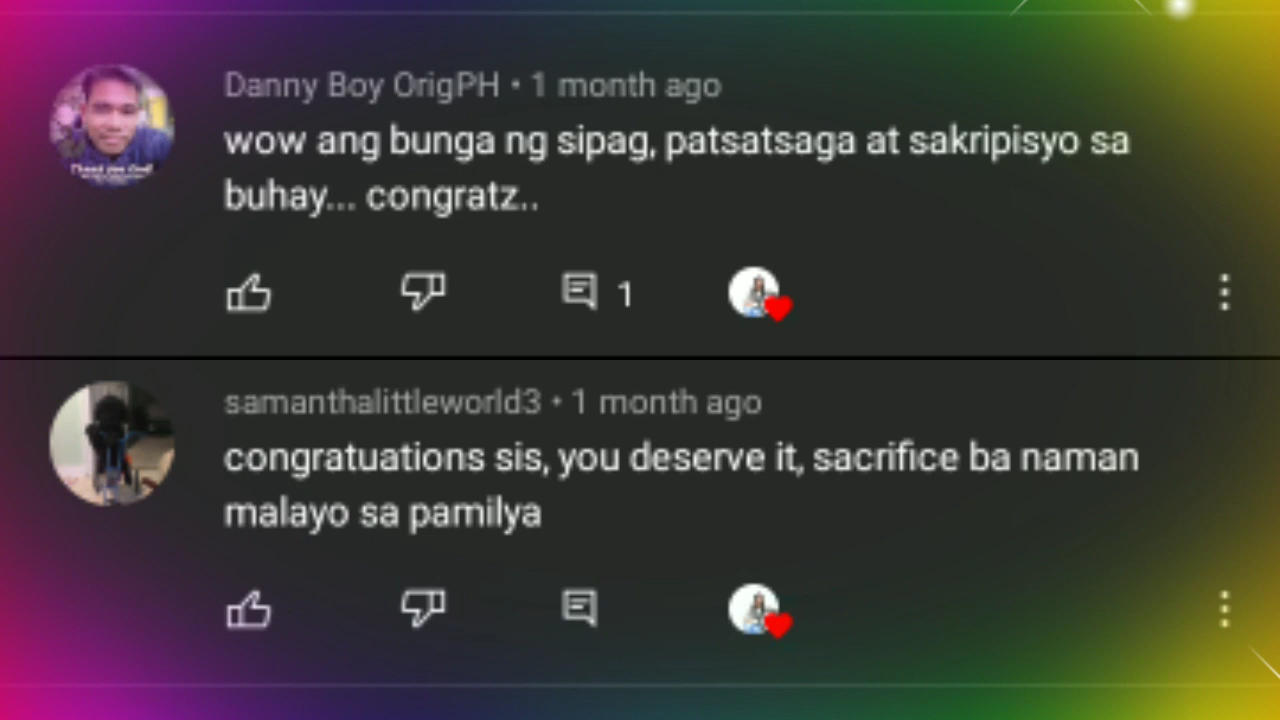 Danny Boy OrigPH • 1 month ago
wow ang bunga ng sipag, patsatsaga at sakripisyo sa
buhay... congratz..
1
samanthalittleworld3 • 1 month ago
congratuations sis, you deserve it, sacrifice ba naman
malayo sa pamilya